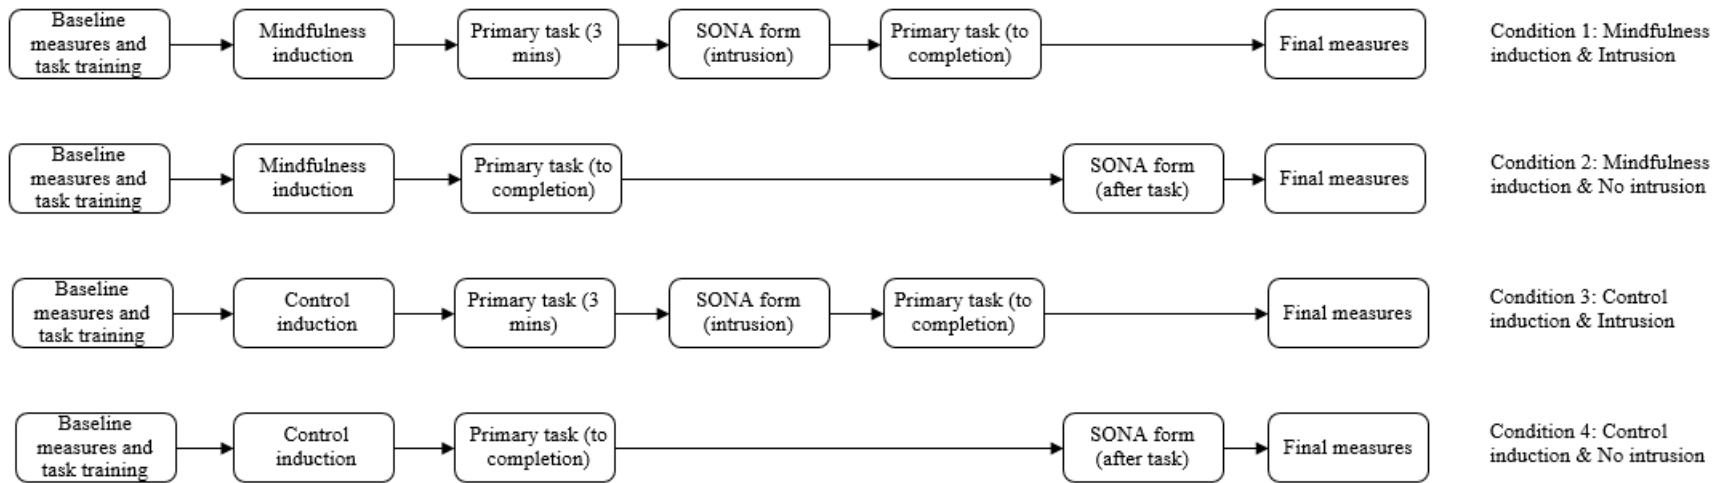 Baseline
measures and
task training
Mindfulness
induction
Primary task (3
mins)
SONA form
(intrusion)
Primary task (to
completion)
Final measures
Condition 1: Mindfulness
induction & Intrusion
Baseline
measures and
task training
Mindfulness
induction
Primary task (to
completion)
SONA form
(after task)
Final measures
Condition 2: Mindfulness
induction & No intrusion
Baseline
measures and
task training
Control
induction
Primary task (3
mins)
SONA form
(intrusion)
Primary task (to
completion)
Final measures
Condition 3: Control
induction & Intrusion
Baseline
measures and
task training
Control
induction
Primary task (to
completion)
SONA form
(after task)
Final measures
Condition 4: Control
induction & No intrusion